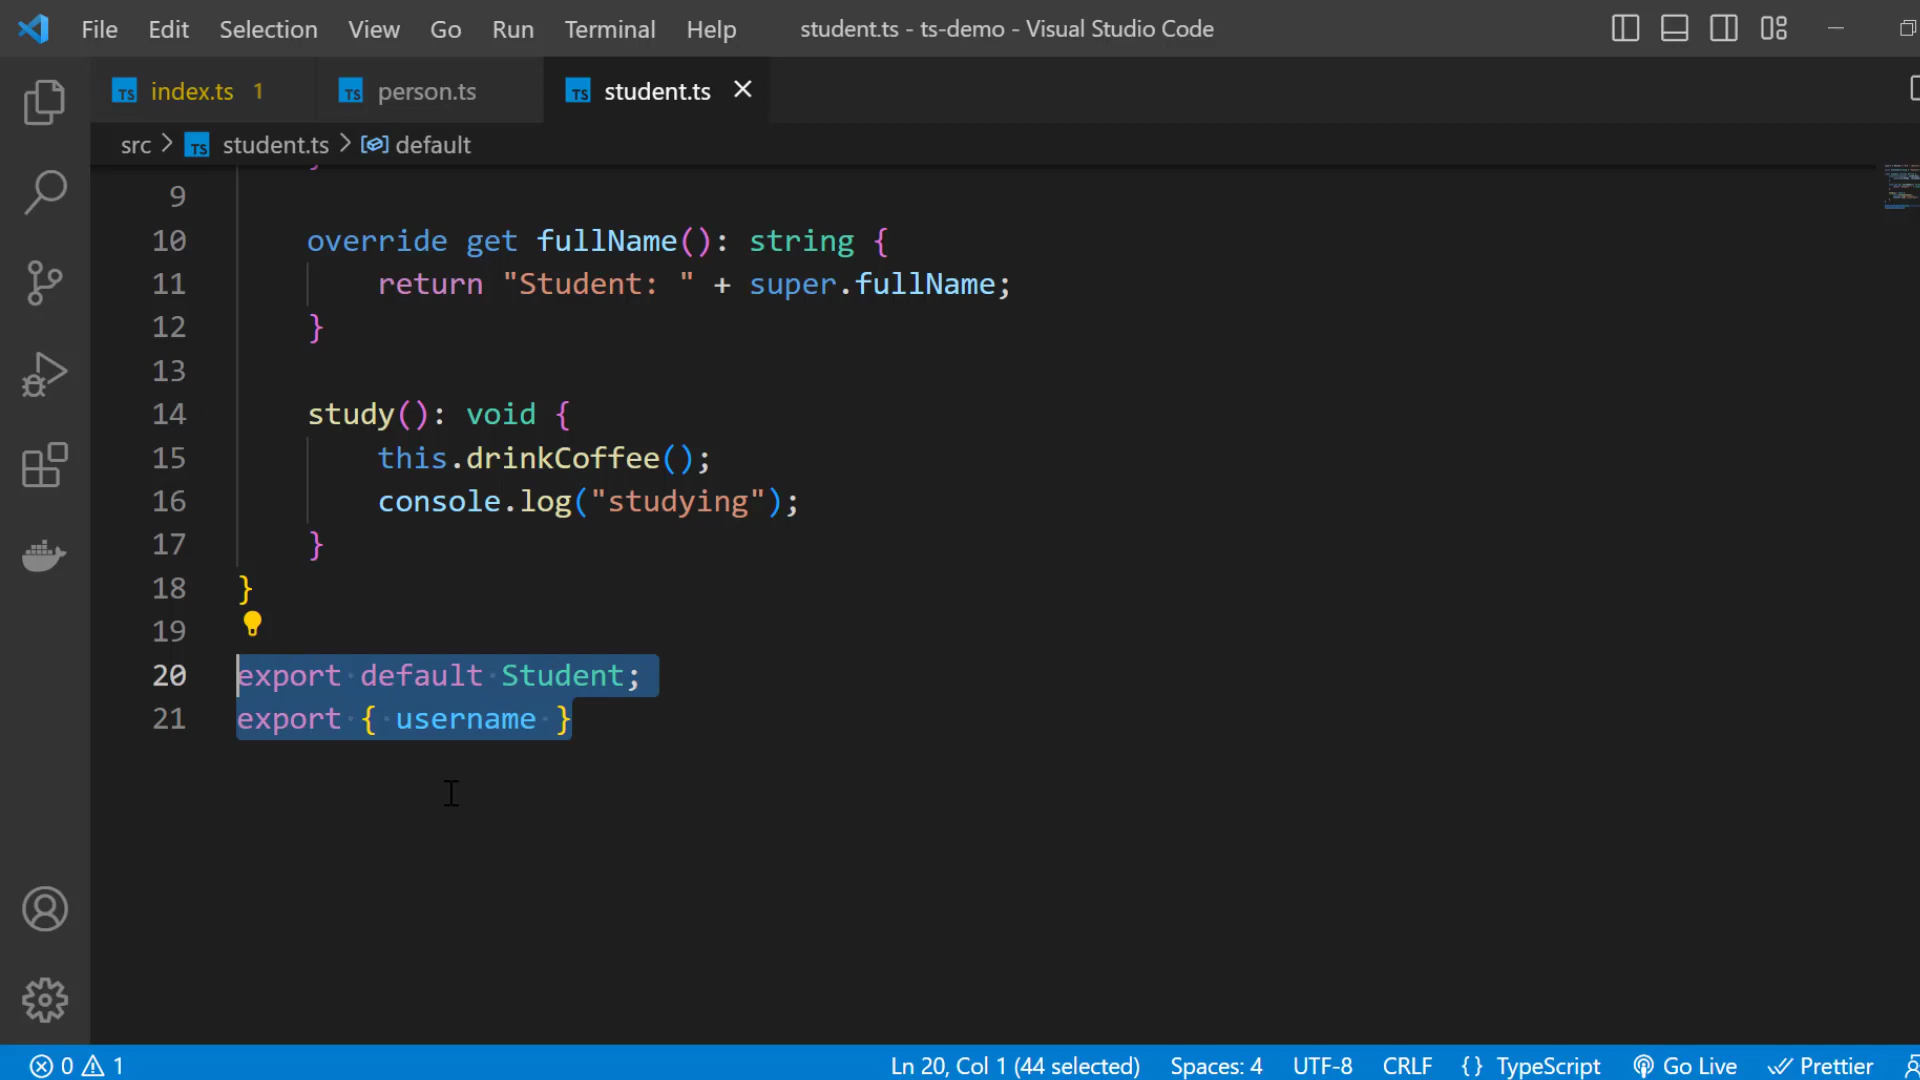 File Edit Selection View Go Run Terminal Help student.ts - ts-demo - Visual Studio Code
TS index.ts 1 TS person.ts TS student.ts
src > TS student.ts > default
9
10 override get fullName(): string {
11 return "Student: " + super.fullName;
12 }
13
14 study(): void {
15 this.drinkCoffee();
16 console.log("studying");
17 }
18 }
19
20 export default Student;
21 export { username }
0 1 Ln 20, Col 1 (44 selected) Spaces: 4 UTF-8 CRLF {} TypeScript Go Live Prettier